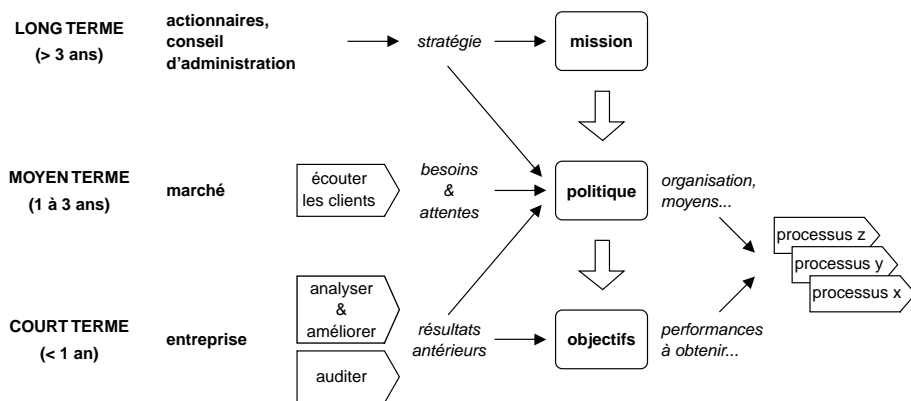 LONG TERME
(> 3 ans)
actionnaires,
conseil
d'administration
stratégie
mission
MOYEN TERME
(1 à 3 ans)
marché
écouter
les clients
besoins
&
attentes
politique
organisation,
moyens...
processus z
processus y
processus x
COURT TERME
(< 1 an)
entreprise
analyser
&
améliorer
auditer
résultats
antérieurs
objectifs
performances
à obtenir...